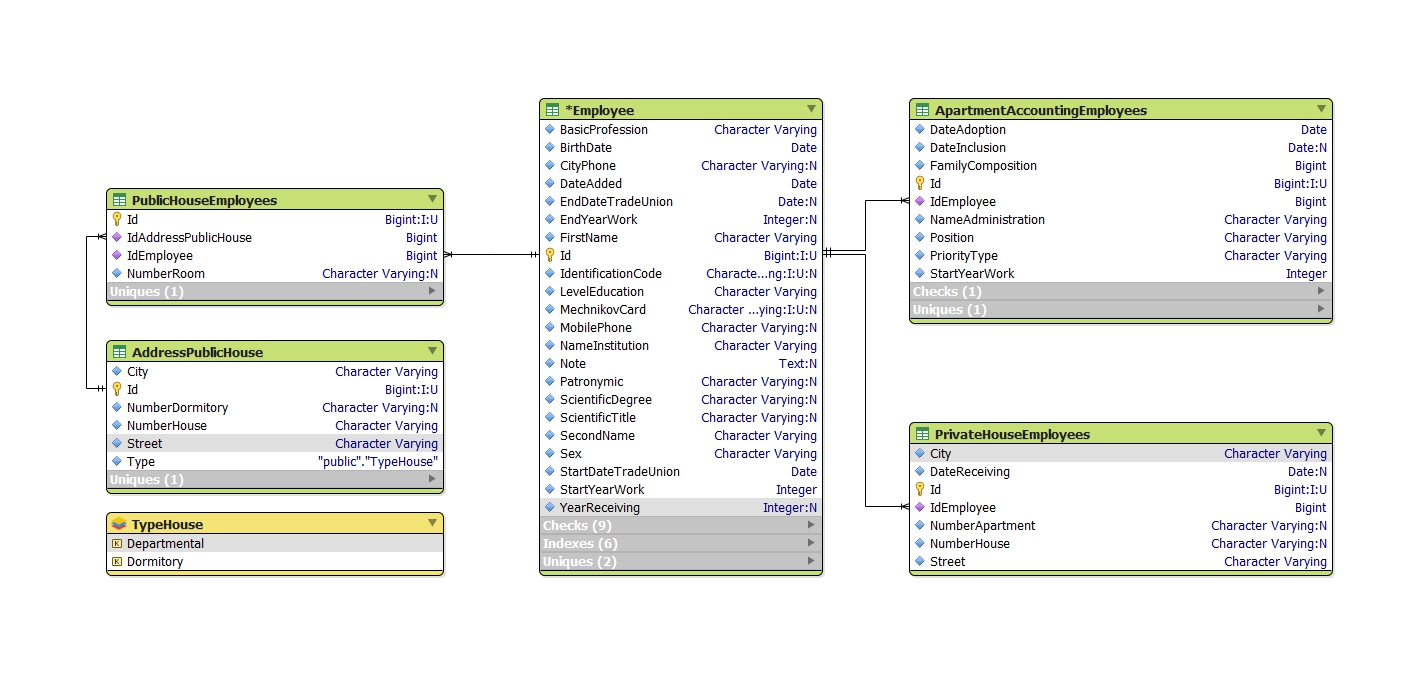 PublicHouseEmployees
Id Bigint:I:U
IdAddressPublicHouse Bigint
IdEmployee Bigint
NumberRoom Character Varying:N
Uniques (1)
AddressPublicHouse
City Character Varying
Id Bigint:I:U
NumberDormitory Character Varying:N
NumberHouse Character Varying:N
Street Character Varying
Type "public"."TypeHouse"
Uniques (1)
TypeHouse
K Departmental
K Dormitory
*Employee
BasicProfession Character Varying
BirthDate Date
CityPhone Character Varying:N
DateAdded Date
EndDateTradeUnion Date:N
EndYearWork Integer:N
FirstName Character Varying
Id Bigint:I:U
IdentificationCode Characte...ng:I:U:N
LevelEducation Character Varying
MechnikovCard Character ...ying:I:U:N
MobilePhone Character Varying:N
NameInstitution Character Varying
Note Text:N
Patronymic Character Varying:N
ScientificDegree Character Varying:N
ScientificTitle Character Varying:N
SecondName Character Varying
Sex Character Varying
StartDateTradeUnion Date
StartYearWork Integer
YearReceiving Integer:N
Checks (9)
Indexes (6)
Uniques (2)
ApartmentAccountingEmployees
DateAdoption Date
DateInclusion Date:N
FamilyComposition Bigint
Id Bigint:I:U
IdEmployee Bigint
NameAdministration Character Varying
Position Character Varying
PriorityType Character Varying
StartYearWork Integer
Checks (1)
Uniques (1)
PrivateHouseEmployees
City Character Varying
DateReceiving Date:N
Id Bigint:I:U
IdEmployee Bigint
NumberApartment Character Varying:N
NumberHouse Character Varying:N
Street Character Varying